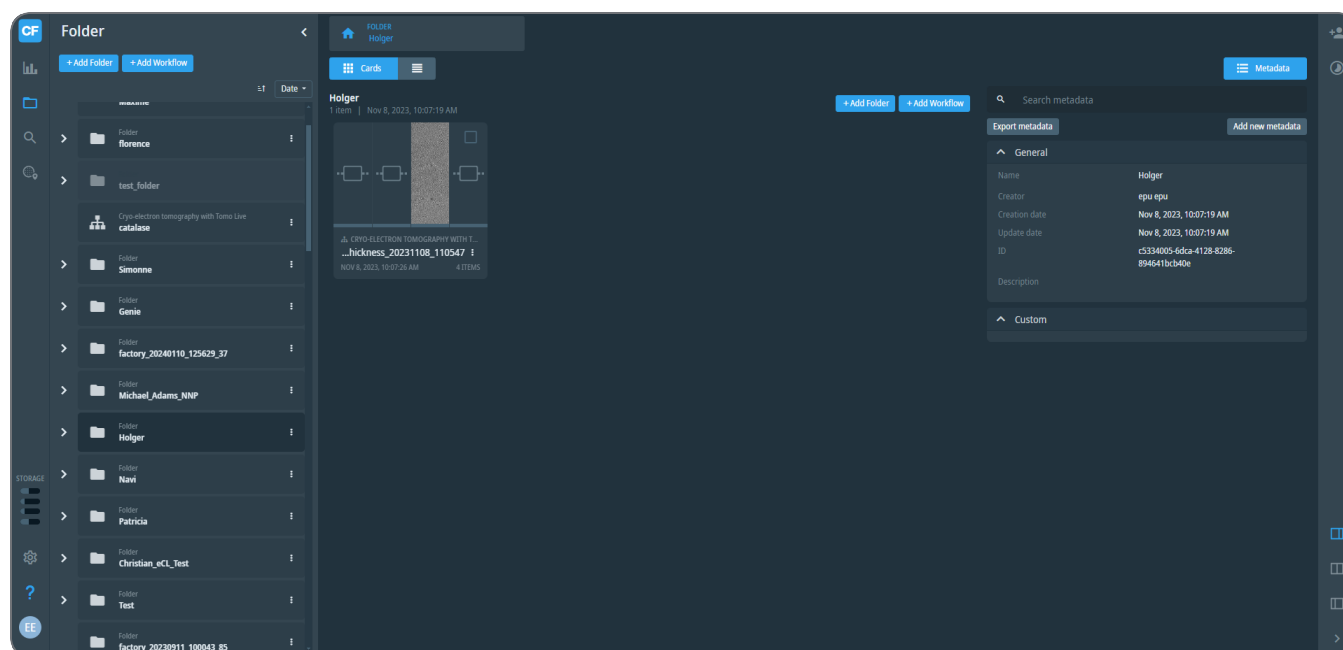 CF
Folder
+ Add Folder
+ Add Workflow
Date
Maxime
Folder
florence
test_folder
Cryo-electron tomography with Tomo Live
catalase
Folder
Simonne
Folder
Genie
Folder
factory_20240110_125629_37
Folder
Michael_Adams_NNP
Folder
Holger
Folder
Navi
Folder
Patricia
Folder
Christian_eCL_Test
Folder
Test
Folder
factory_20230911_100043_85
STORAGE
?
EE
FOLDER
Holger
Cards
Metadata
Holger
1 item | Nov 8, 2023, 10:07:19 AM
+ Add Folder
+ Add Workflow
CRYO-ELECTRON TOMOGRAPHY WITH T...
...hickness_20231108_110547
NOV 8, 2023, 10:07:26 AM 4 ITEMS
Search metadata
Export metadata
Add new metadata
General
Name Holger
Creator epu epu
Creation date Nov 8, 2023, 10:07:19 AM
Update date Nov 8, 2023, 10:07:19 AM
ID c5334005-6dca-4128-8286-
894641bcb40e
Description
Custom